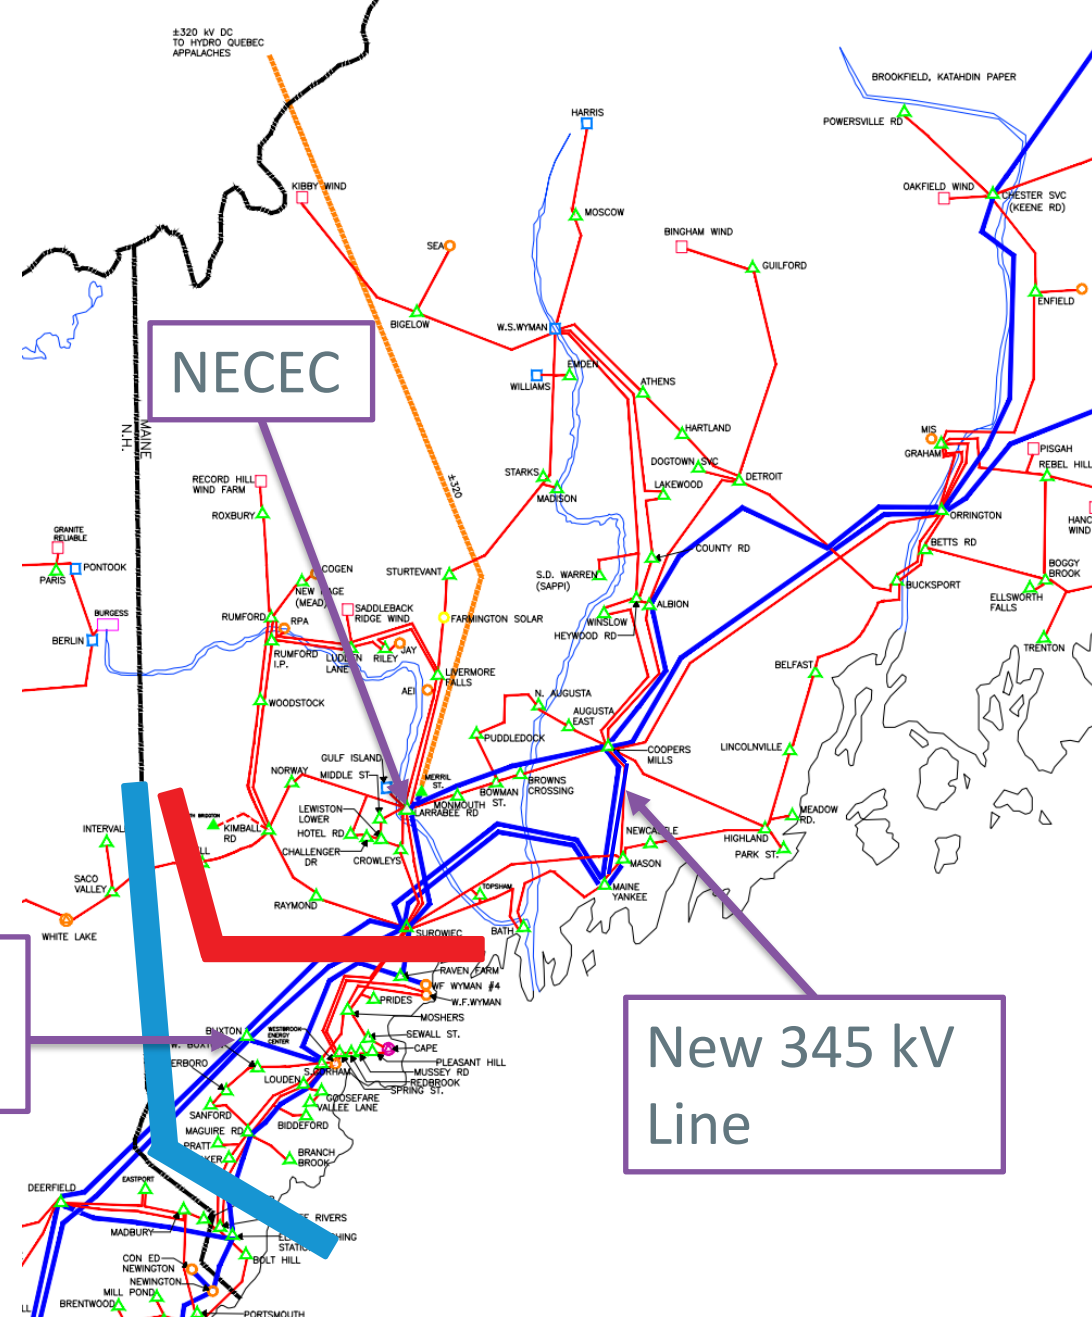 ±320 kV DC
TO HYDRO QUEBEC
APPALACHES
BROOKFIELD, KATAHDIN PAPER
HARRIS
POWERSVILLE RD
KIBBY WIND
OAKFIELD WIND
CHESTER SVC
(KEENE RD)
MOSCOW
BINGHAM WIND
SEA
GUILFORD
ENFIELD
BIGELOW
W.S.WYMAN
NECEC
EMDEN
WILLIAMS
ATHENS
MAINE
N.H.
HARTLAND
MIS
GRAHAM
PISGAH
REBEL HILL
DOGTOWN SVC
DETROIT
RECORD HILL
WIND FARM
±320
STARKS
MADISON
LAKEWOOD
ROXBURY
ORRINGTON
HANC
WIND
GRANITE
RELIABLE
BETTS RD
COUNTY RD
PARIS
PONTOOK
COGEN
STURTEVANT
S.D. WARREN
(SAPPI)
BUCKSPORT
BOGGY
BROOK
ELLSWORTH
FALLS
(MEAD)
BURGESS
SADDLEBACK
RIDGE WIND
FARMINGTON SOLAR
WINSLOW
ALBION
HEYWOOD RD
RUMFORD
RPA
BERLIN
RUMFORD
I.P.
LUDDEN
LANE
RILEY
JAY
TRENTON
LIVERMORE
FALLS
BELFAST
AEI
WOODSTOCK
N. AUGUSTA
AUGUSTA
EAST
PUDDLEDOCK
COOPERS
MILLS
LINCOLNVILLE
GULF ISLAND
MIDDLE ST
NORWAY
MERRIL
ST.
BROWNS
CROSSING
BOWMAN
ST.
MONMOUTH
LARRABEE RD
LEWISTON
LOWER
HOTEL RD
MEADOW
RD.
INTERVAL
KIMBALL
RD
CHALLENGER
DR
CROWLEYS
NEWCASTLE
HIGHLAND
PARK ST.
MASON
SACO
VALLEY
RAYMOND
TOPSHAM
MAINE
YANKEE
WHITE LAKE
SUROWIEC
BATH
RAVEN FARM
WF WYMAN #4
W.F.WYMAN
PRIDES
MOSHERS
New 345 kV
Line
BUXTON
WESTBROOK
ENERGY
CENTER
SEWALL ST.
CAPE
PLEASANT HILL
MUSSEY RD
REDBROOK
SPRING ST.
S.GORHAM
LOUDEN
GOOSEFARE
VALLEE LANE
SANFORD
BIDDEFORD
MAGUIRE RD
BRANCH
BROOK
DEERFIELD
EASTPORT
RIVERS
MADBURY
BOLT HILL
CON ED
NEWINGTON
NEWINGTON
MILL POND
BRENTWOOD
PORTSMOUTH